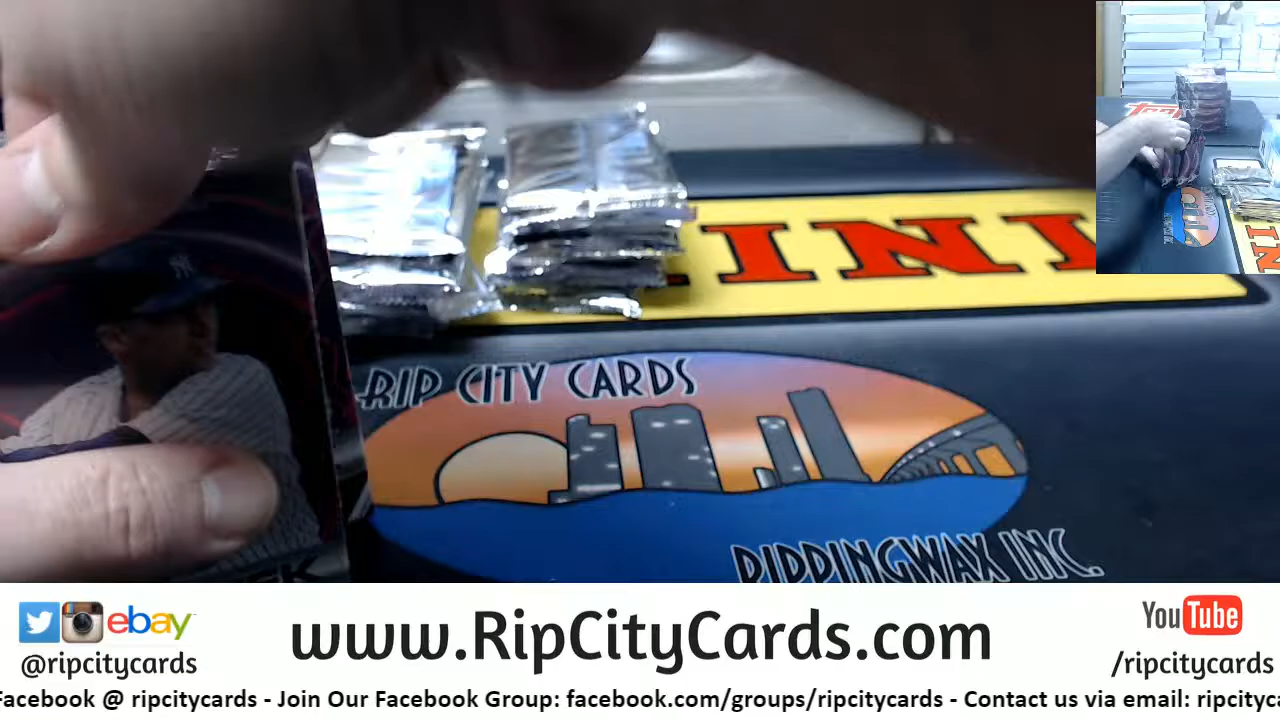 INI
RIP CITY CARDS
RIPPINGWAX INC.
www.RipCityCards.com
ebay
@ripcitycards
YouTube
/ripcitycards
Facebook @ ripcitycards - Join Our Facebook Group: facebook.com/groups/ripcitycards - Contact us via email: ripcityca